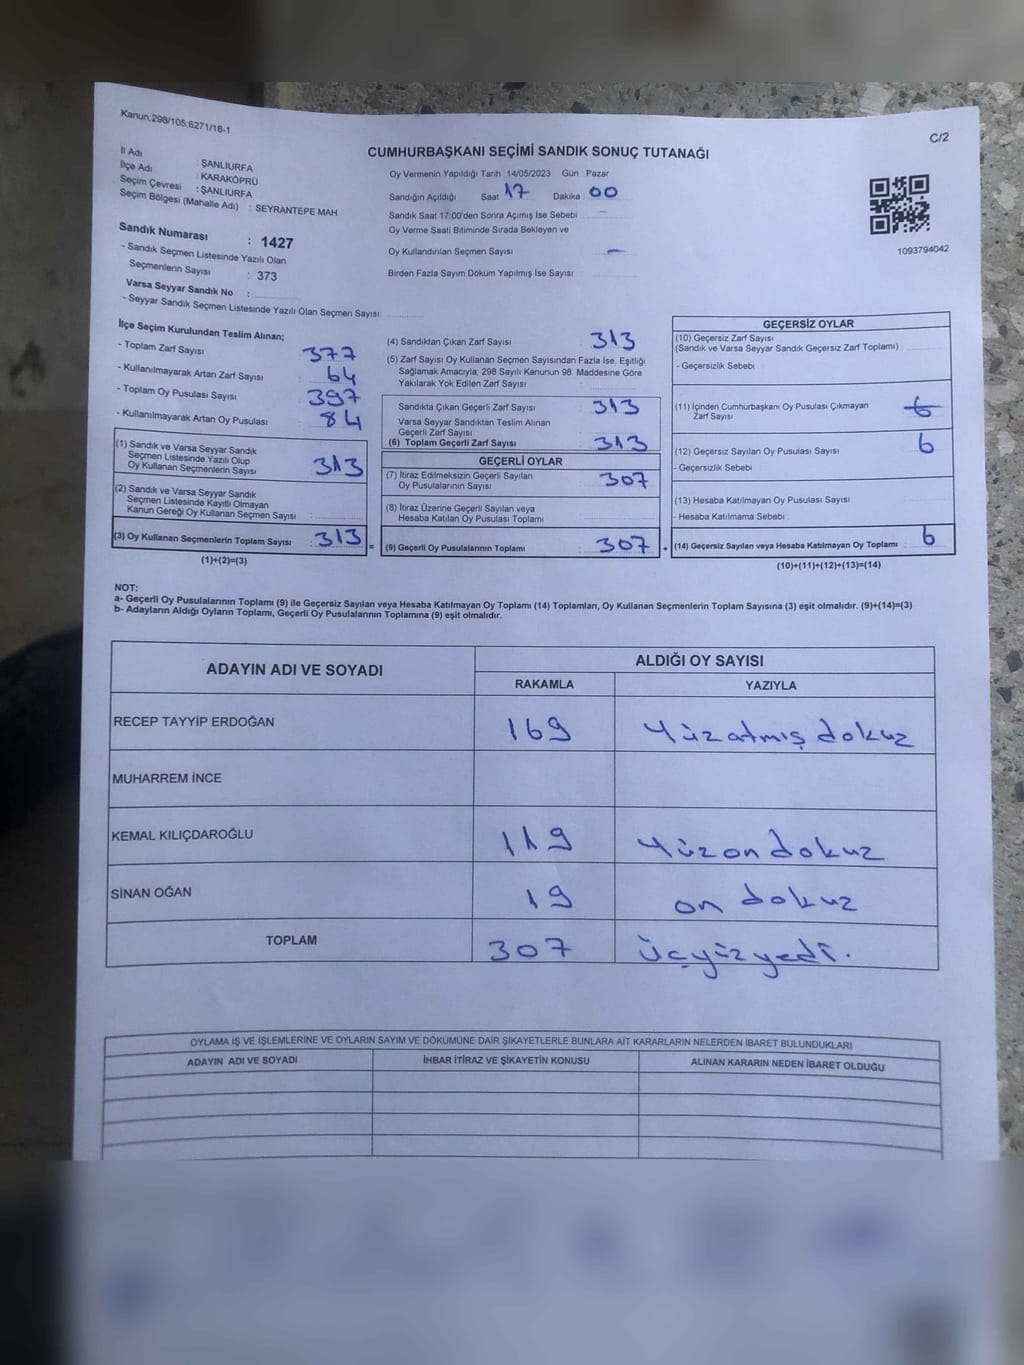 Kanun;298/105;6271/18-1
C/2
CUMHURBAŞKANI SEÇİMİ SANDIK SONUÇ TUTANAĞI
İl Adı : ŞANLIURFA
İlçe Adı : KARAKÖPRÜ
Seçim Çevresi : ŞANLIURFA
Seçim Bölgesi (Mahalle Adı) : SEYRANTEPE MAH
Sandık Numarası : 1427
- Sandık Seçmen Listesinde Yazılı Olan
Seçmenlerin Sayısı : 373
Varsa Seyyar Sandık No :
- Seyyar Sandık Seçmen Listesinde Yazılı Olan Seçmen Sayısı
Oy Vermenin Yapıldığı Tarih :14/05/2023 Gün : Pazar
Sandığın Açıldığı Saat 17 Dakika 00
Sandık Saat 17:00'den Sonra Açımış İse Sebebi -
Oy Verme Saati Bitiminde Sırada Bekleyen ve
Oy Kullandırılan Seçmen Sayısı -
Birden Fazla Sayım Döküm Yapılmış İse Sayısı
1093794042
İlçe Seçim Kurulundan Teslim Alınan;
- Toplam Zarf Sayısı 377
- Kullanılmayarak Artan Zarf Sayısı 64
- Toplam Oy Pusulası Sayısı 397
- Kullanılmayarak Artan Oy Pusulası 84
(1) Sandık ve Varsa Seyyar Sandık
Seçmen Listesinde Yazılı Olup
Oy Kullanan Seçmenlerin Sayısı 313
(2) Sandık ve Varsa Seyyar Sandık
Seçmen Listesinde Kayıtlı Olmayan
Kanun Gereği Oy Kullanan Seçmen Sayısı :
(3) Oy Kullanan Seçmenlerin Toplam Sayısı : 313 =
(1)+(2)=(3)
(4) Sandıktan Çıkan Zarf Sayısı 313
(5) Zarf Sayısı Oy Kullanan Seçmen Sayısından Fazla İse, Eşitliği
Sağlamak Amacıyla; 298 Sayılı Kanunun 98. Maddesine Göre
Yakılarak Yok Edilen Zarf Sayısı
Sandıkta Çıkan Geçerli Zarf Sayısı 313
Varsa Seyyar Sandıktan Teslim Alınan
Geçerli Zarf Sayısı
(6) Toplam Geçerli Zarf Sayısı 313
GEÇERLİ OYLAR
(7) İtiraz Edilmeksizin Geçerli Sayılan
Oy Pusulalarının Sayısı 307
(8) İtiraz Üzerine Geçerli Sayılan veya
Hesaba Katılan Oy Pusulası Toplamı
(9) Geçerli Oy Pusulalarının Toplamı 307 +
GEÇERSİZ OYLAR
(10) Geçersiz Zarf Sayısı
(Sandık ve Varsa Seyyar Sandık Geçersiz Zarf Toplamı)
- Geçersizlik Sebebi
(11) İçinden Cumhurbaşkanı Oy Pusulası Çıkmayan
Zarf Sayısı 6
(12) Geçersiz Sayılan Oy Pusulası Sayısı 6
- Geçersizlik Sebebi :
(13) Hesaba Katılmayan Oy Pusulası Sayısı
- Hesaba Katılmama Sebebi :
(14) Geçersiz Sayılan veya Hesaba Katılmayan Oy Toplamı 6
(10)+(11)+(12)+(13)=(14)
NOT:
a- Geçerli Oy Pusulalarının Toplamı (9) ile Geçersiz Sayılan veya Hesaba Katılmayan Oy Toplamı (14) Toplamları, Oy Kullanan Seçmenlerin Toplam Sayısına (3) eşit olmalıdır. (9)+(14)=(3)
b- Adayların Aldığı Oyların Toplamı, Geçerli Oy Pusulalarının Toplamına (9) eşit olmalıdır.
ADAYIN ADI VE SOYADI
ALDIĞI OY SAYISI
RAKAMLA YAZIYLA
RECEP TAYYİP ERDOĞAN 169 Yüzatmış dokuz
MUHARREM İNCE
KEMAL KILIÇDAROĞLU 119 Yüzon dokuz
SİNAN OĞAN 19 on dokuz
TOPLAM 307 Üçyüz yedi.
OYLAMA İŞ VE İŞLEMLERİNE VE OYLARIN SAYIM VE DÖKÜMÜNE DAİR ŞİKAYETLERLE BUNLARA AİT KARARLARIN NELERDEN İBARET BULUNDUKLARI
ADAYIN ADI VE SOYADI İHBAR İTİRAZ VE ŞİKAYETİN KONUSU ALINAN KARARIN NEDEN İBARET OLDUĞU